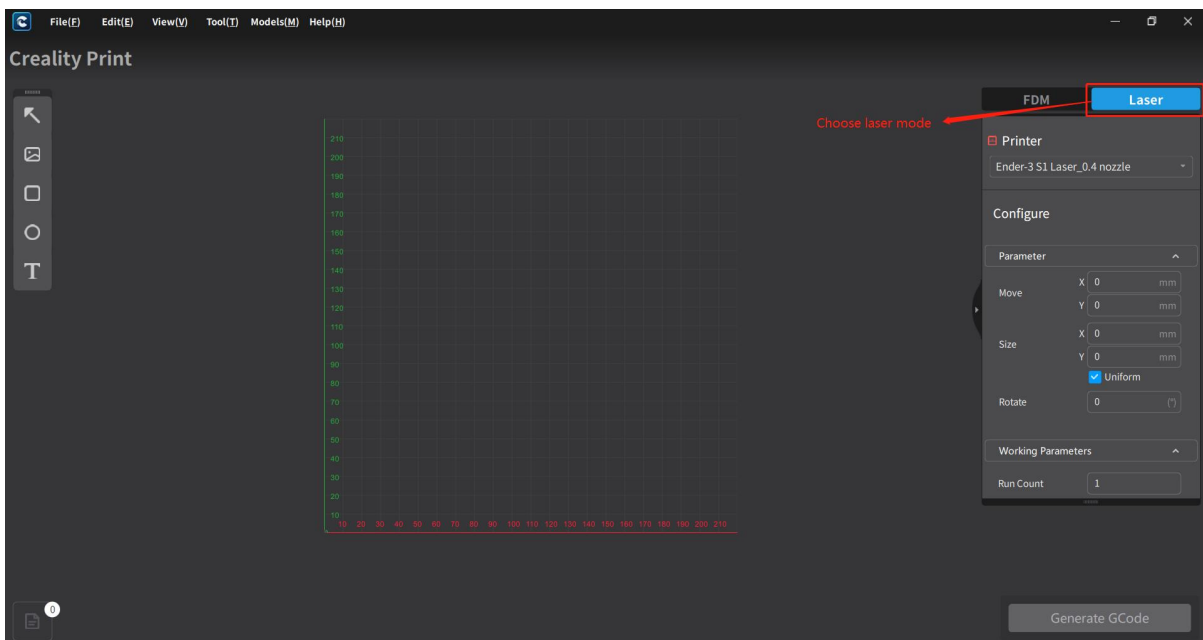 File(F) Edit(E) View(V) Tool(T) Models(M) Help(H)
Creality Print
FDM Laser
Choose laser mode
Printer
Ender-3 S1 Laser_0.4 nozzle
Configure
Parameter
Move X 0 mm
Y 0 mm
Size X 0 mm
Y 0 mm
Uniform
Rotate 0 (°)
Working Parameters
Run Count 1
T
210
200
190
180
170
160
150
140
130
120
110
100
90
80
70
60
50
40
30
20
10
10 20 30 40 50 60 70 80 90 100 110 120 130 140 150 160 170 180 190 200 210
0
Generate GCode